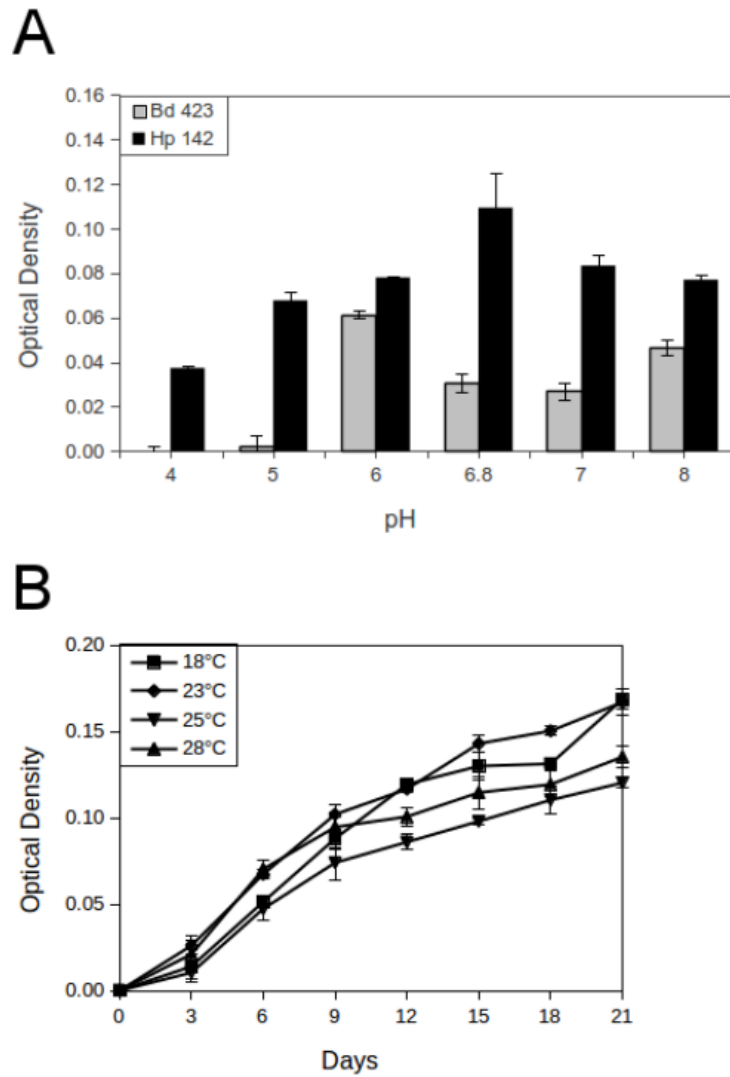 A
0.16
0.14
0.12
0.10
0.08
0.06
0.04
0.02
0.00
Optical Density
Bd 423
Hp 142
4 5 6 6.8 7 8
pH
B
0.20
0.15
0.10
0.05
0.00
Optical Density
18°C
23°C
25°C
28°C
0 3 6 9 12 15 18 21
Days